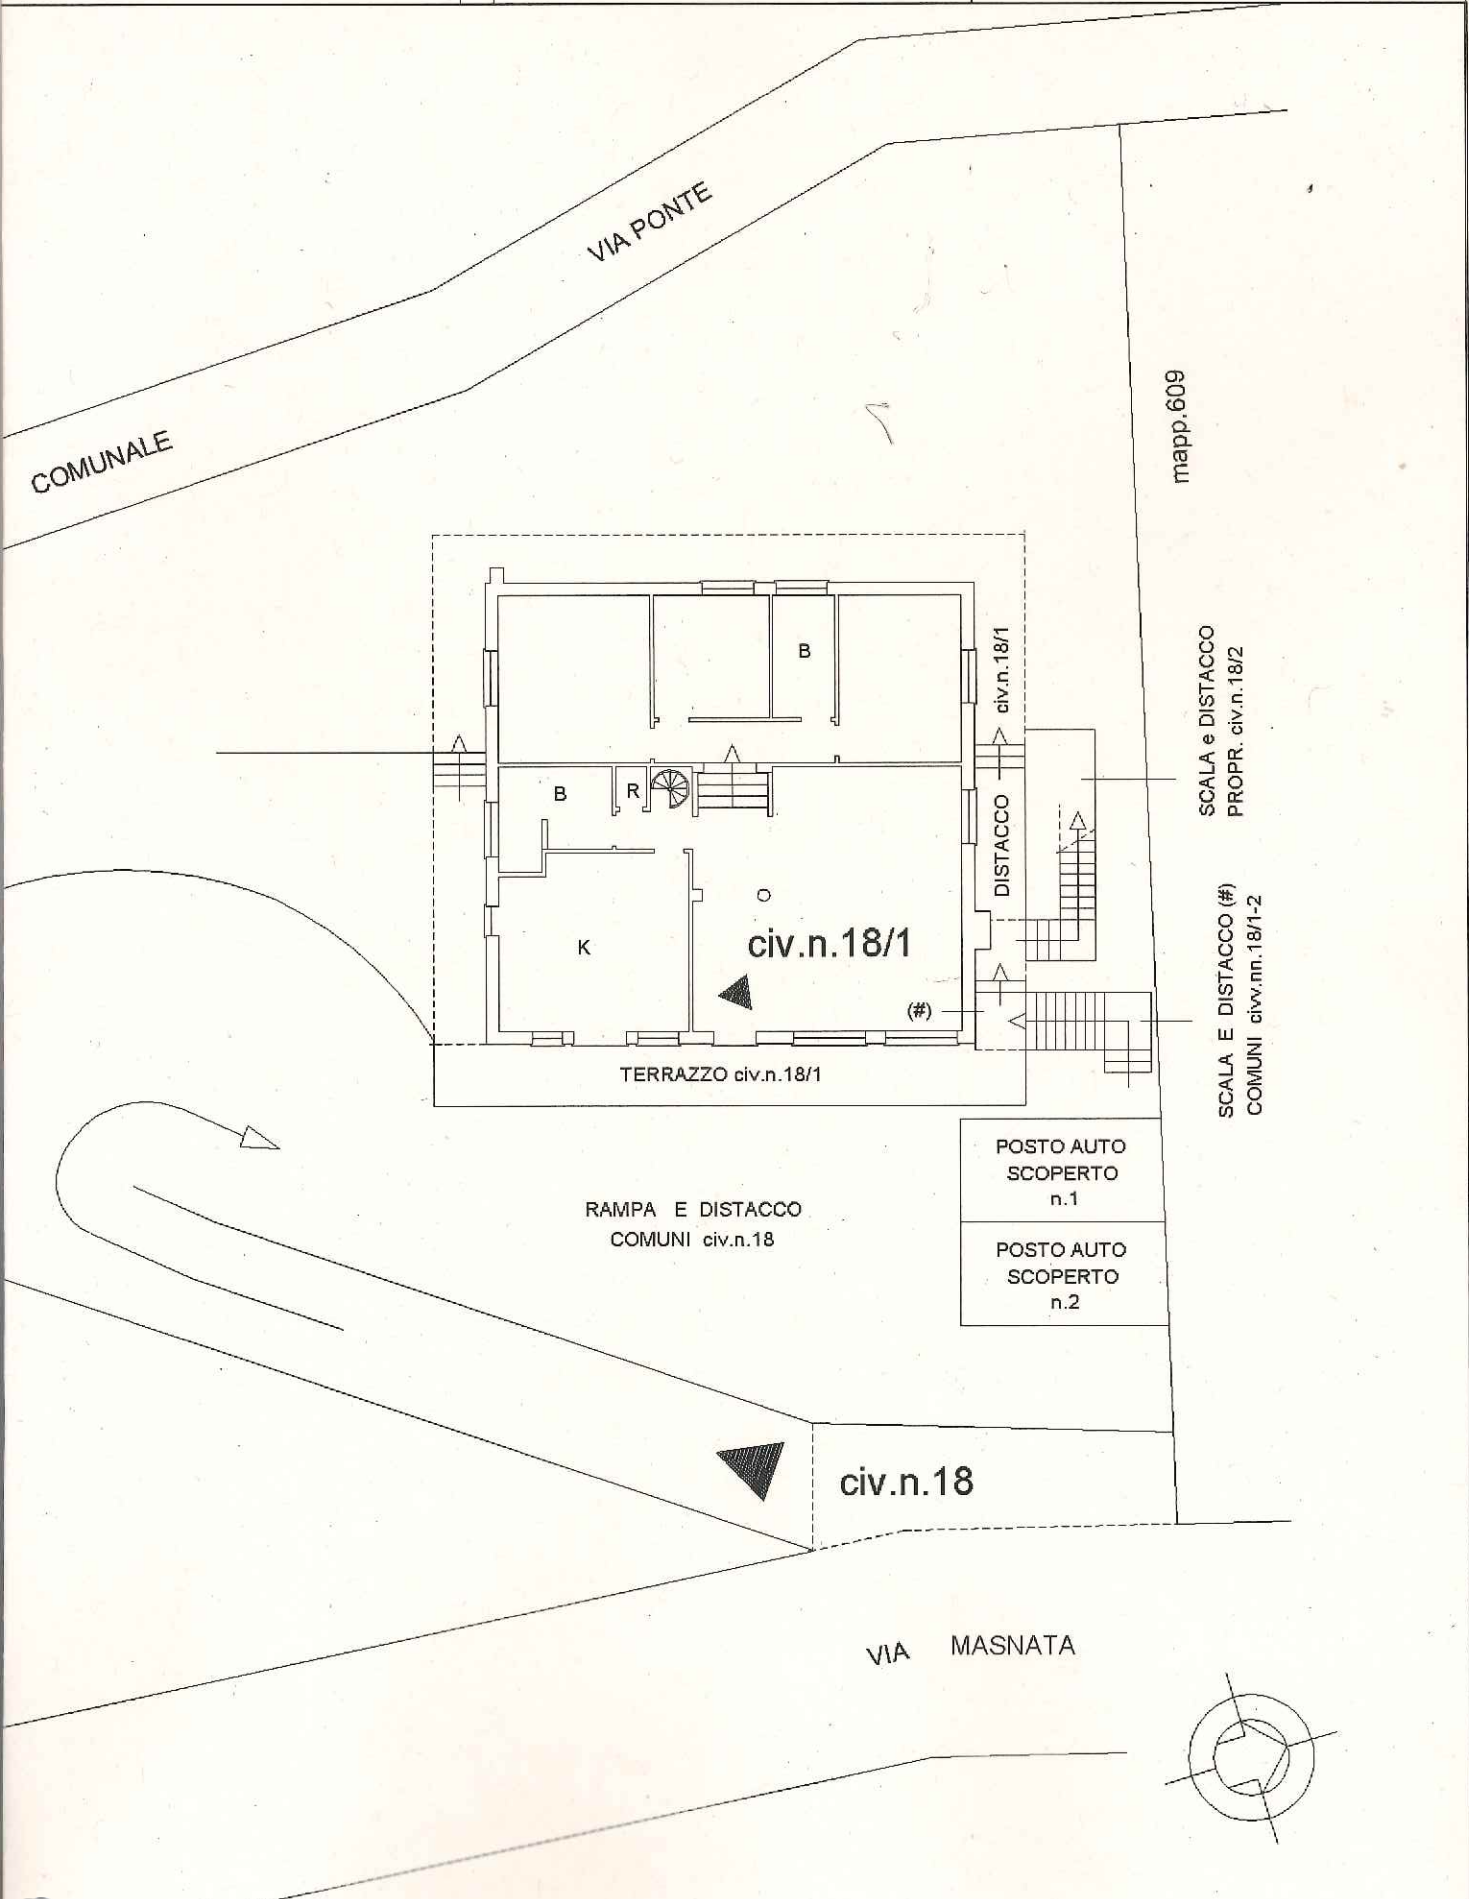 VIA PONTE
COMUNALE
mapp.609
B
civ.n.18/1
SCALA e DISTACCO
PROPR. civ.n.18/2
B
R
DISTACCO
K
civ.n.18/1
(#)
SCALA E DISTACCO (#)
COMUNI civv.nn.18/1-2
TERRAZZO civ.n.18/1
POSTO AUTO
SCOPERTO
n.1
RAMPA E DISTACCO
COMUNI civ.n.18
POSTO AUTO
SCOPERTO
n.2
civ.n.18
VIA MASNATA